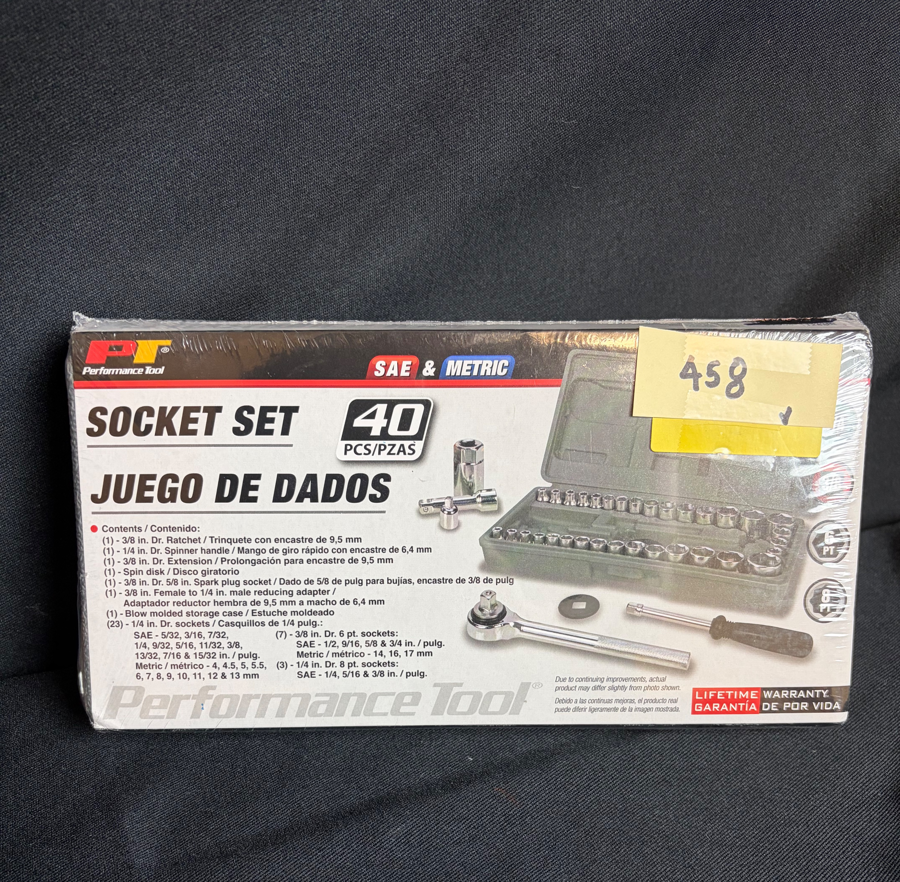 PT®
Performance Tool
SAE & METRIC
458
SOCKET SET
40
PCS/PZAS
JUEGO DE DADOS
Contents / Contenido:
(1) - 3/8 in. Dr. Ratchet / Trinquete con encastre de 9,5 mm
(1) - 1/4 in. Dr. Spinner handle / Mango de giro rápido con encastre de 6,4 mm
(1) - 3/8 in. Dr. Extension / Prolongación para encastre de 9,5 mm
(1) - Spin disk / Disco giratorio
(1) - 3/8 in. Dr. 5/8 in. Spark plug socket / Dado de 5/8 de pulg para bujías, encastre de 3/8 de pulg
(1) - 3/8 in. Female to 1/4 in. male reducing adapter /
Adaptador reductor hembra de 9,5 mm a macho de 6,4 mm
(1) - Blow molded storage case / Estuche moldeado
(23) - 1/4 in. Dr. sockets / Casquillos de 1/4 pulg.:
SAE - 5/32, 3/16, 7/32,
1/4, 9/32, 5/16, 11/32, 3/8,
13/32, 7/16 & 15/32 in. / pulg.
Metric / métrico - 4, 4.5, 5, 5.5,
6, 7, 8, 9, 10, 11, 12 & 13 mm
(7) - 3/8 in. Dr. 6 pt. sockets:
SAE - 1/2, 9/16, 5/8 & 3/4 in. / pulg.
Metric / métrico - 14, 16, 17 mm
(3) - 1/4 in. Dr. 8 pt. sockets:
SAE - 1/4, 5/16 & 3/8 in. / pulg.
PT
Performance Tool®
Due to continuing improvements, actual
product may differ slightly from photo shown.
Debido a las continuas mejoras, el producto real
puede diferir ligeramente de la imagen mostrada.
LIFETIME WARRANTY
GARANTÍA DE POR VIDA